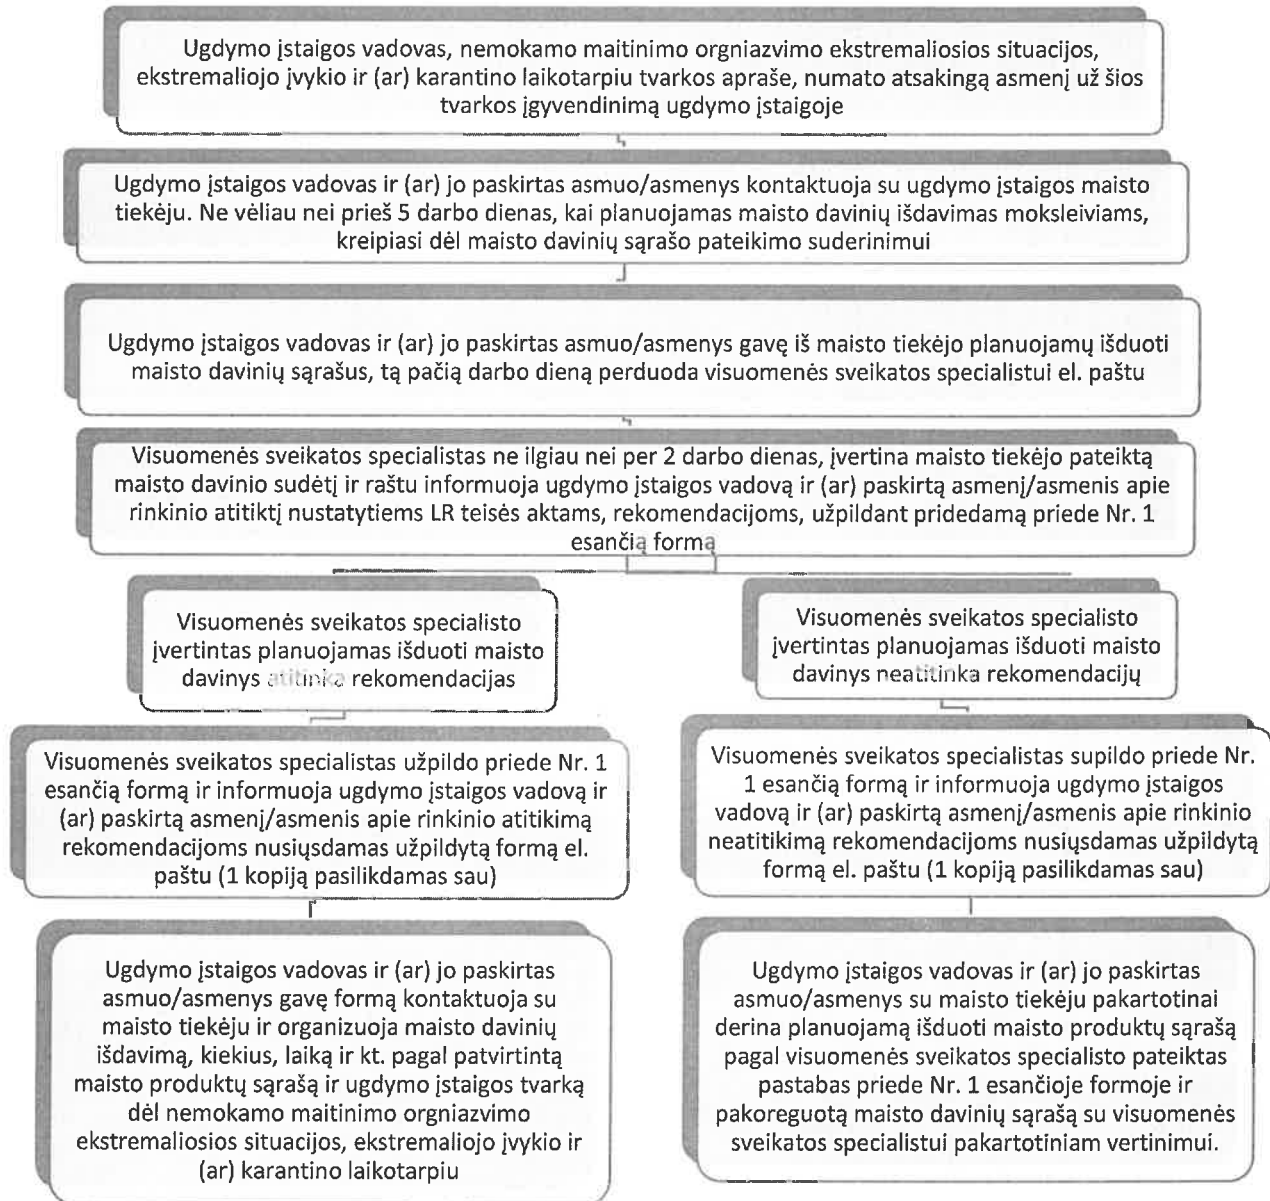 Ugdymo įstaigos vadovas, nemokamo maitinimo orgniazvimo ekstremaliosios situacijos,
ekstremaliojo įvykio ir (ar) karantino laikotarpiu tvarkos apraše, numato atsakingą asmenį už šios
tvarkos įgyvendinimą ugdymo įstaigoje
Ugdymo įstaigos vadovas ir (ar) jo paskirtas asmuo/asmenys kontaktuoja su ugdymo įstaigos maisto
tiekėju. Ne vėliau nei prieš 5 darbo dienas, kai planuojamas maisto davinių išdavimas moksleiviams,
kreipiasi dėl maisto davinių sąrašo pateikimo suderinimui
Ugdymo įstaigos vadovas ir (ar) jo paskirtas asmuo/asmenys gavę iš maisto tiekėjo planuojamų išduoti
maisto davinių sąrašus, tą pačią darbo dieną perduoda visuomenės sveikatos specialistui el. paštu
Visuomenės sveikatos specialistas ne ilgiau nei per 2 darbo dienas, įvertina maisto tiekėjo pateiktą
maisto davinio sudėtį ir raštu informuoja ugdymo įstaigos vadovą ir (ar) paskirtą asmenį/asmenis apie
rinkinio atitiktį nustatytiems LR teisės aktams, rekomendacijoms, užpildant pridedamą priede Nr. 1
esančią formą
Visuomenės sveikatos specialisto
įvertintas planuojamas išduoti maisto
davinys atitinka rekomendacijas
Visuomenės sveikatos specialistas užpildo priede Nr. 1
esančią formą ir informuoja ugdymo įstaigos vadovą ir
(ar) paskirtą asmenį/asmenis apie rinkinio atitikimą
rekomendacijoms nusiųsdamas užpildytą formą el.
paštu (1 kopiją pasilikdamas sau)
Ugdymo įstaigos vadovas ir (ar) jo paskirtas
asmuo/asmenys gavę formą kontaktuoja su
maisto tiekėju ir organizuoja maisto davinių
išdavimą, kiekius, laiką ir kt. pagal patvirtintą
maisto produktų sąrašą ir ugdymo įstaigos tvarką
dėl nemokamo maitinimo orgniazvimo
ekstremaliosios situacijos, ekstremaliojo įvykio ir
(ar) karantino laikotarpiu
Visuomenės sveikatos specialisto
įvertintas planuojamas išduoti maisto
davinys neatitinka rekomendacijų
Visuomenės sveikatos specialistas supildo priede Nr.
1 esančią formą ir informuoja ugdymo įstaigos
vadovą ir (ar) paskirtą asmenį/asmenis apie rinkinio
neatitikimą rekomendacijoms nusiųsdamas užpildytą
formą el. paštu (1 kopiją pasilikdamas sau)
Ugdymo įstaigos vadovas ir (ar) jo paskirtas
asmuo/asmenys su maisto tiekėju pakartotinai
derina planuojamą išduoti maisto produktų sąrašą
pagal visuomenės sveikatos specialisto pateiktas
pastabas priede Nr. 1 esančioje formoje ir
pakoreguotą maisto davinių sąrašą su visuomenės
sveikatos specialistui pakartotiniam vertinimui.